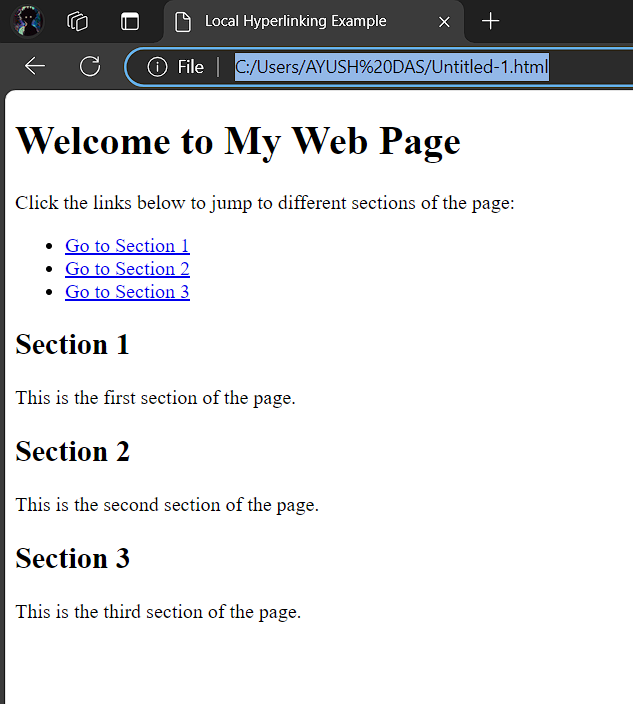 Local Hyperlinking Example
File | C:/Users/AYUSH%20DAS/Untitled-1.html
Welcome to My Web Page
Click the links below to jump to different sections of the page:
Go to Section 1
Go to Section 2
Go to Section 3
Section 1
This is the first section of the page.
Section 2
This is the second section of the page.
Section 3
This is the third section of the page.